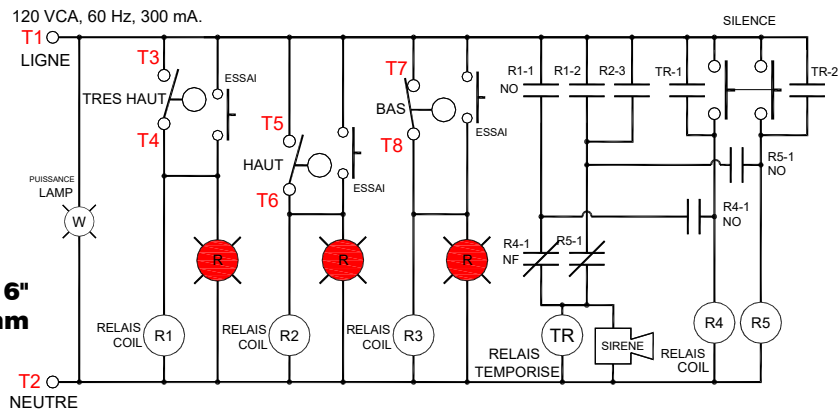 120 VCA, 60 Hz, 300 mA.
T1
LIGNE
SILENCE
T3
ESSAI
TRES HAUT
T4
T5
HAUT
ESSAI
T6
T7
BAS
ESSAI
T8
R1-1
NO
R1-2
R2-3
TR-1
TR-2
R5-1
NO
R4-1
NO
R4-1
NF
R5-1
PUISSANCE
LAMP
W
R
R
R
6"
RELAIS
COIL
R1
RELAIS
COIL
R2
RELAIS
COIL
R3
TR
RELAIS
TEMPORISE
SIRENE
RELAIS
COIL
R4
R5
T2
NEUTRE